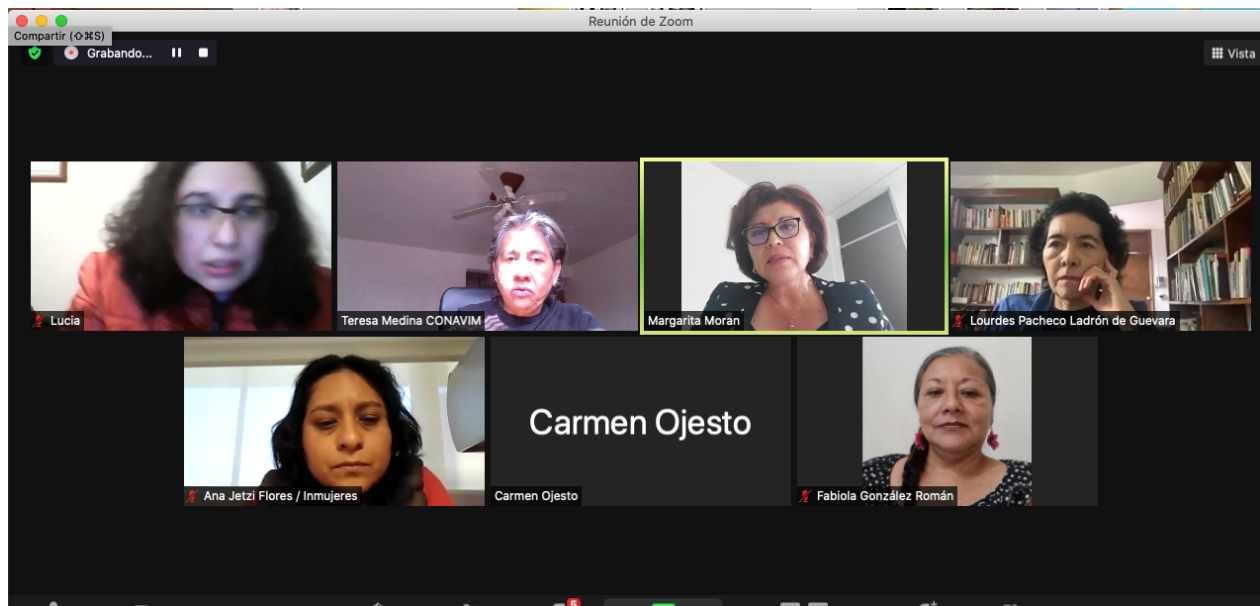 Reunión de Zoom
Compartir (⇧⌘S)
Grabando...
Vista
Lucia
Teresa Medina CONAVIM
Margarita Moran
Lourdes Pacheco Ladrón de Guevara
Ana Jetzi Flores / Inmujeres
Carmen Ojesto
Carmen Ojesto
Fabiola González Román
5